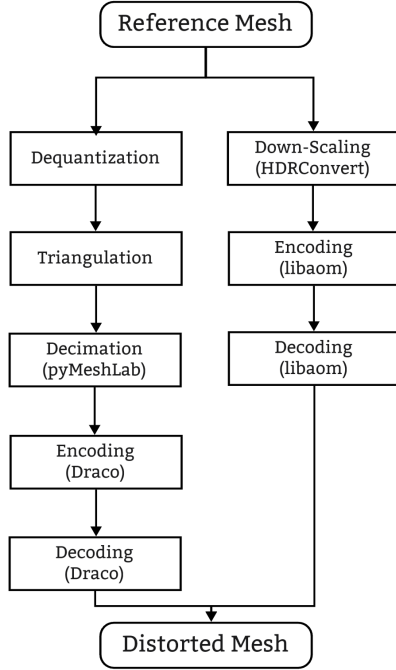 Reference Mesh
Dequantization
Triangulation
Decimation
(pyMeshLab)
Encoding
(Draco)
Decoding
(Draco)
Down-Scaling
(HDRConvert)
Encoding
(libaom)
Decoding
(libaom)
Distorted Mesh